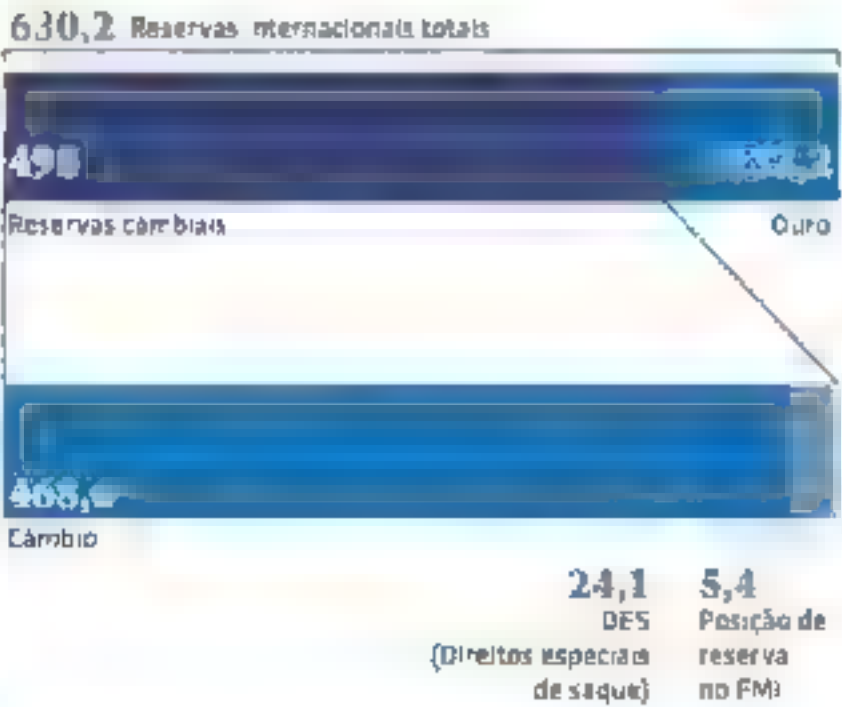 630,2 Reservas internacionais totais
Reservas cambiais
Ouro
Câmbio
24,1
DES
(Direitos especiais
de saque)
5,4
Posição de
reserva
no FMI